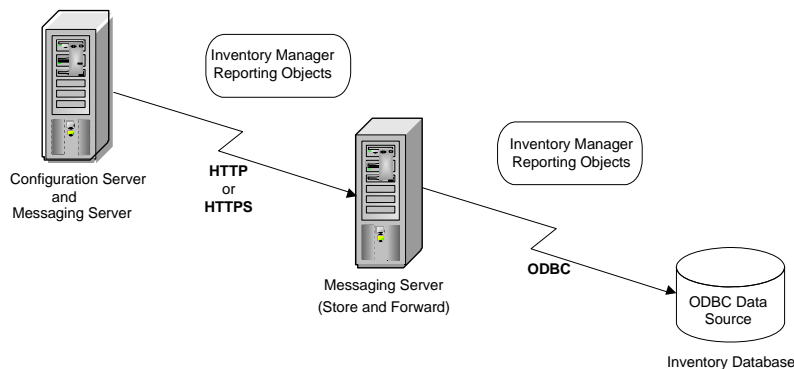 Inventory Manager
Reporting Objects
Configuration Server
and
Messaging Server
HTTP
or
HTTPS
Inventory Manager
Reporting Objects
Messaging Server
(Store and Forward)
ODBC
ODBC Data
Source
Inventory Database